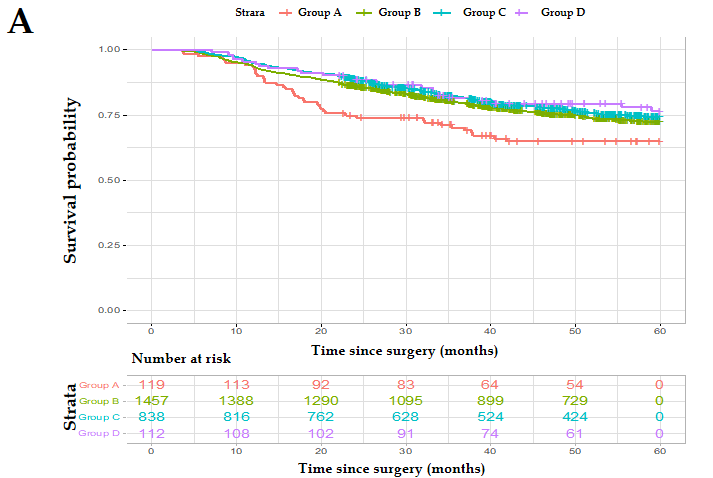 A
Strara Group A Group B Group C Group D
Survival probability
1.00
0.75
0.50
0.25
0.00
0 10 20 30 40 50 60
Time since surgery (months)
Number at risk
Strata
Group A 119 113 92 83 64 54 0
Group B 1457 1388 1290 1095 899 729 0
Group C 838 816 762 628 524 424 0
Group D 112 108 102 91 74 61 0
0 10 20 30 40 50 60
Time since surgery (months)